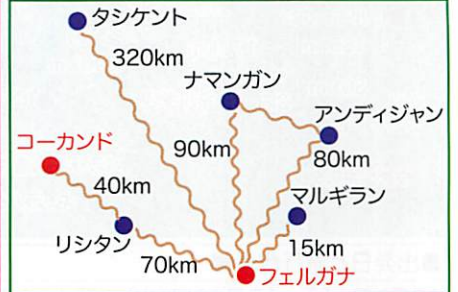 タシケント
320km
ナマンガン
アンディジャン
コーカンド
90km
80km
40km
マルギラン
リシタン
15km
70km
フェルガナ